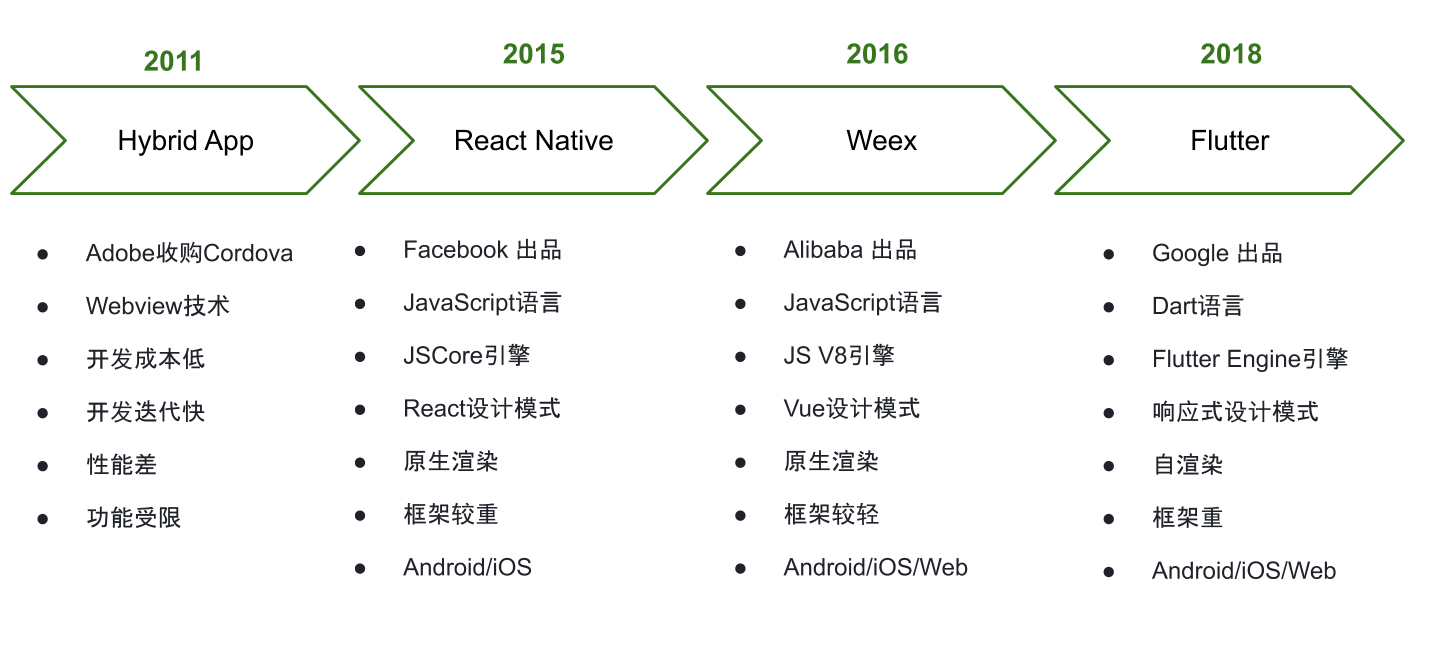 2011
Hybrid App
Adobe收购Cordova
Webview技术
开发成本低
开发迭代快
性能差
功能受限
2015
React Native
Facebook 出品
JavaScript语言
JSCore引擎
React设计模式
原生渲染
框架较重
Android/iOS
2016
Weex
Alibaba 出品
JavaScript语言
JS V8引擎
Vue设计模式
原生渲染
框架较轻
Android/iOS/Web
2018
Flutter
Google 出品
Dart语言
Flutter Engine引擎
响应式设计模式
自渲染
框架重
Android/iOS/Web